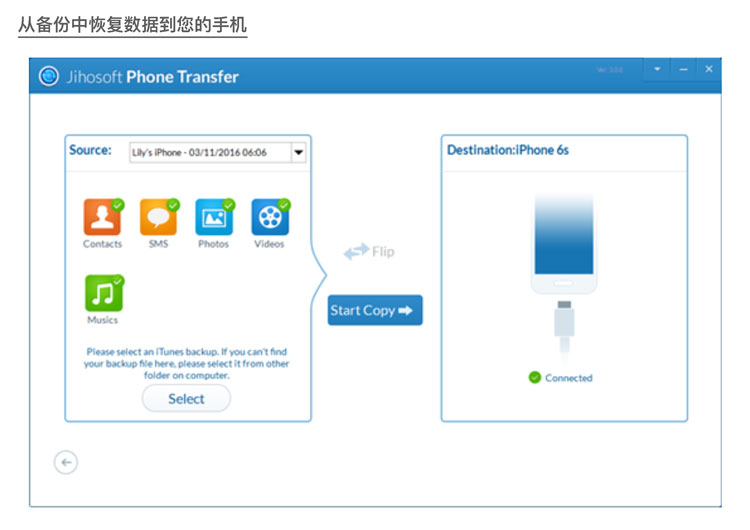 从备份中恢复数据到您的手机
Jihosoft Phone Transfer
Source:
Lily's iPhone - 03/11/2016 06:06
Destination:iPhone 6s
Contacts
SMS
Photos
Videos
Flip
Musics
Start Copy
Please select an iTunes backup. If you can't find
your backup file here, please select it from other
folder on computer.
Select
Connected